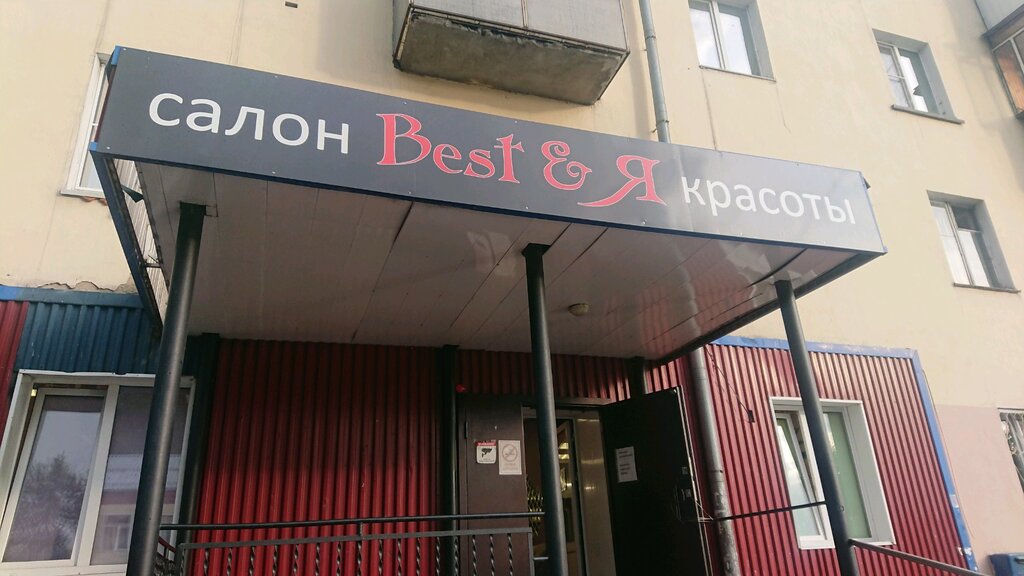 салон Best & Я красоты